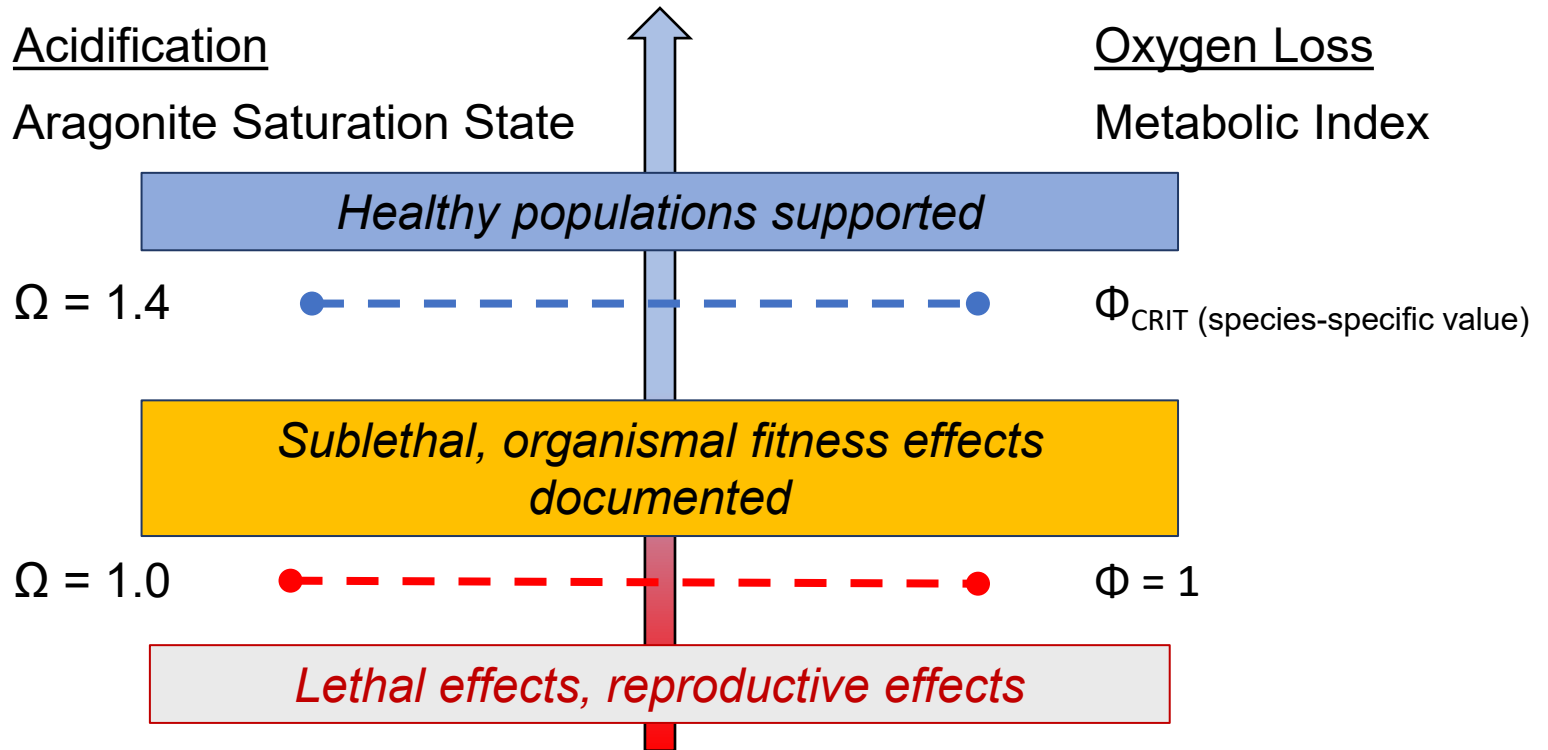 Acidification
Oxygen Loss
Aragonite Saturation State
Metabolic Index
Healthy populations supported
Ω = 1.4
ΦCRIT (species-specific value)
Sublethal, organismal fitness effects
documented
Ω = 1.0
Φ = 1
Lethal effects, reproductive effects